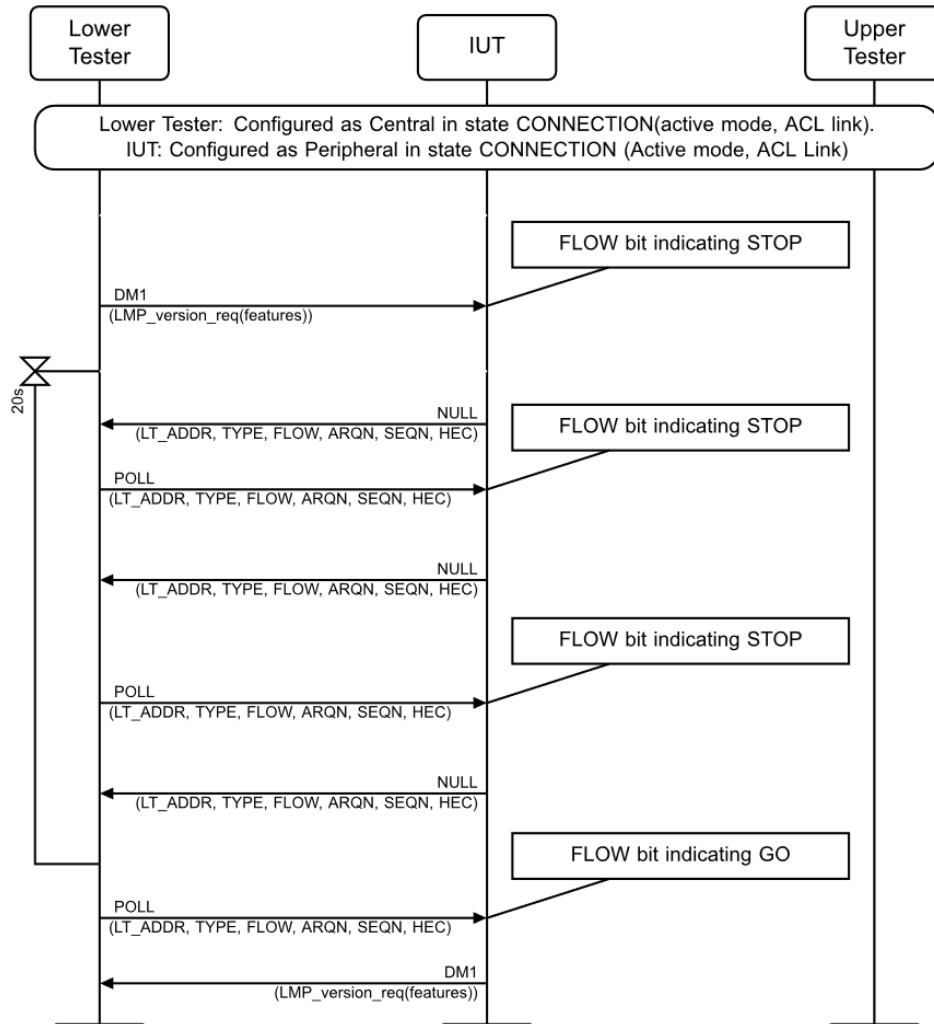 Lower
Tester
IUT
Upper
Tester
Lower Tester: Configured as Central in state CONNECTION(active mode, ACL link).
IUT: Configured as Peripheral in state CONNECTION (Active mode, ACL Link)
FLOW bit indicating STOP
DM1
(LMP_version_req(features))
20s
NULL
(LT_ADDR, TYPE, FLOW, ARQN, SEQN, HEC)
FLOW bit indicating STOP
POLL
(LT_ADDR, TYPE, FLOW, ARQN, SEQN, HEC)
NULL
(LT_ADDR, TYPE, FLOW, ARQN, SEQN, HEC)
FLOW bit indicating STOP
POLL
(LT_ADDR, TYPE, FLOW, ARQN, SEQN, HEC)
NULL
(LT_ADDR, TYPE, FLOW, ARQN, SEQN, HEC)
FLOW bit indicating GO
POLL
(LT_ADDR, TYPE, FLOW, ARQN, SEQN, HEC)
DM1
(LMP_version_req(features))